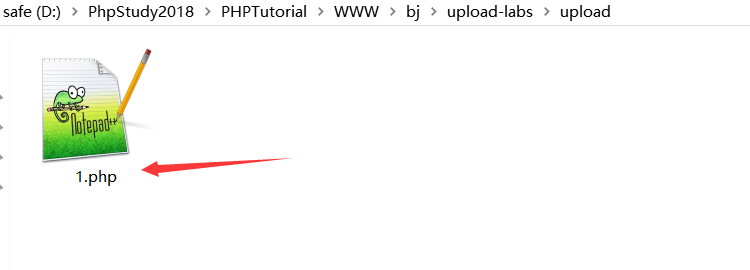 safe (D:) > PhpStudy2018 > PHPTutorial > WWW > bj > upload-labs > upload
Notepad++
1.php